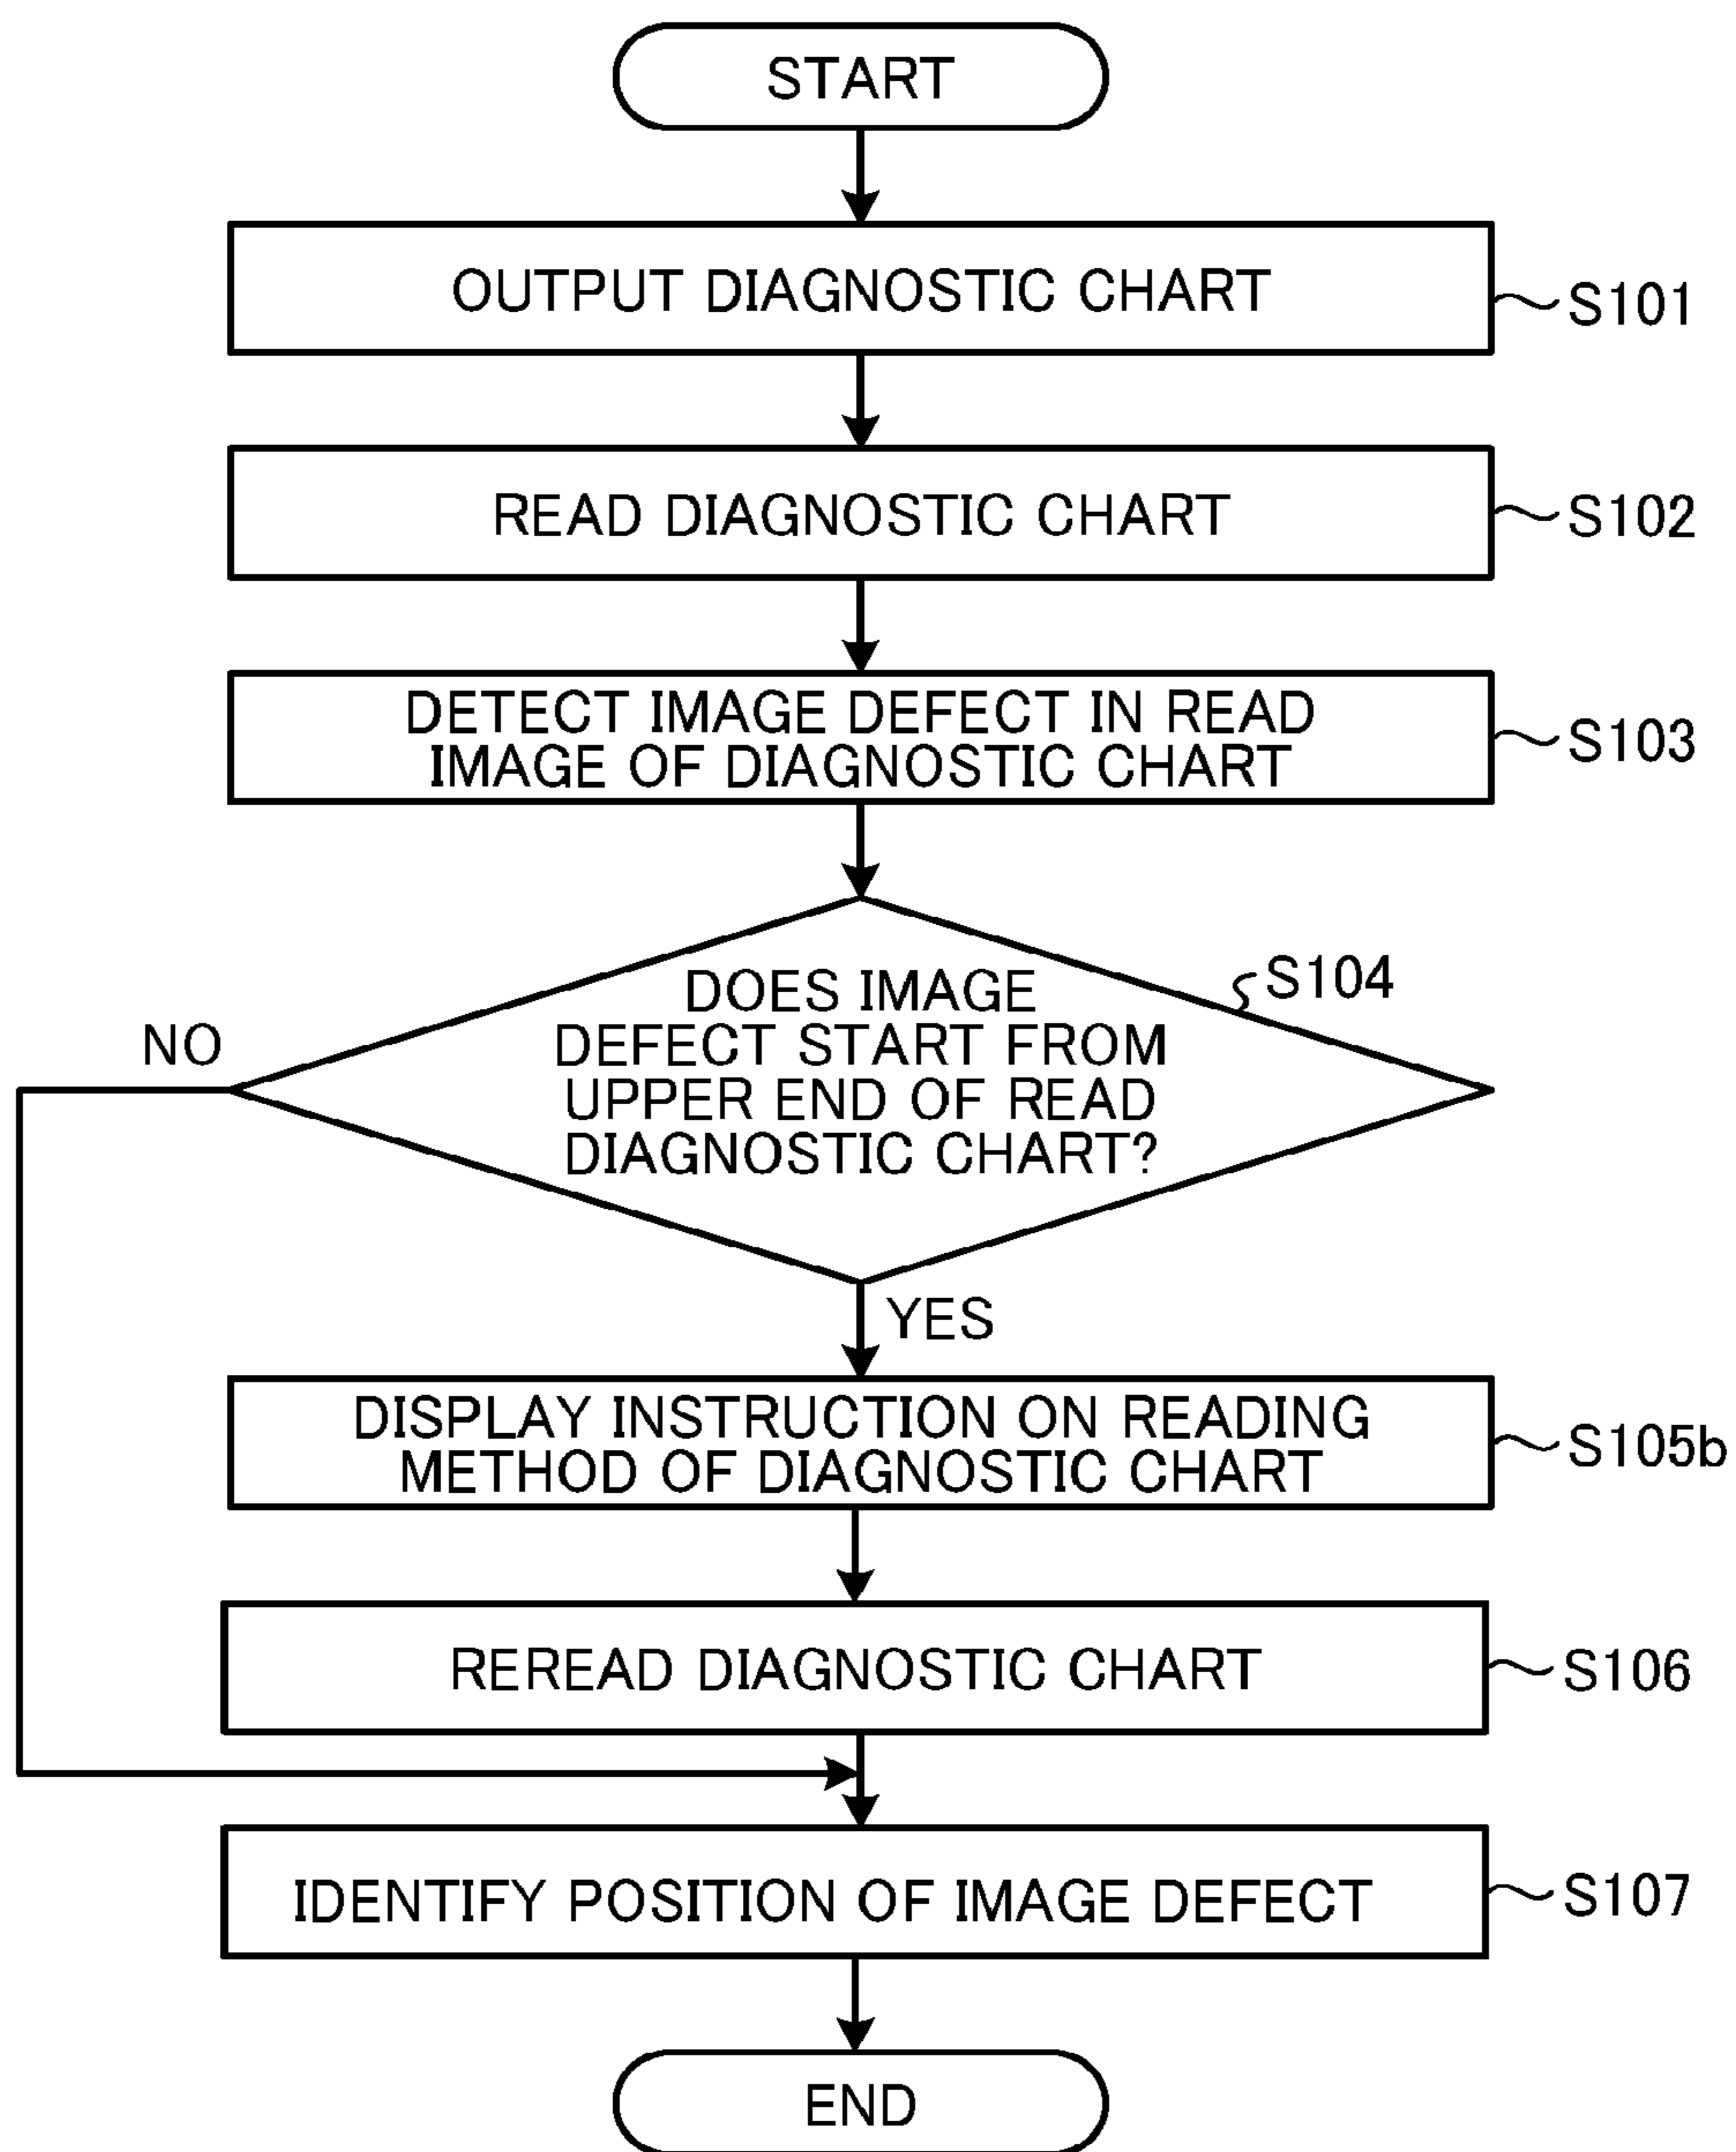 START
OUTPUT DIAGNOSTIC CHART
S101
READ DIAGNOSTIC CHART
S102
DETECT IMAGE DEFECT IN READ
IMAGE OF DIAGNOSTIC CHART
S103
DOES IMAGE
DEFECT START FROM
UPPER END OF READ
DIAGNOSTIC CHART?
S104
NO
YES
DISPLAY INSTRUCTION ON READING
METHOD OF DIAGNOSTIC CHART
S105b
REREAD DIAGNOSTIC CHART
S106
IDENTIFY POSITION OF IMAGE DEFECT
S107
END